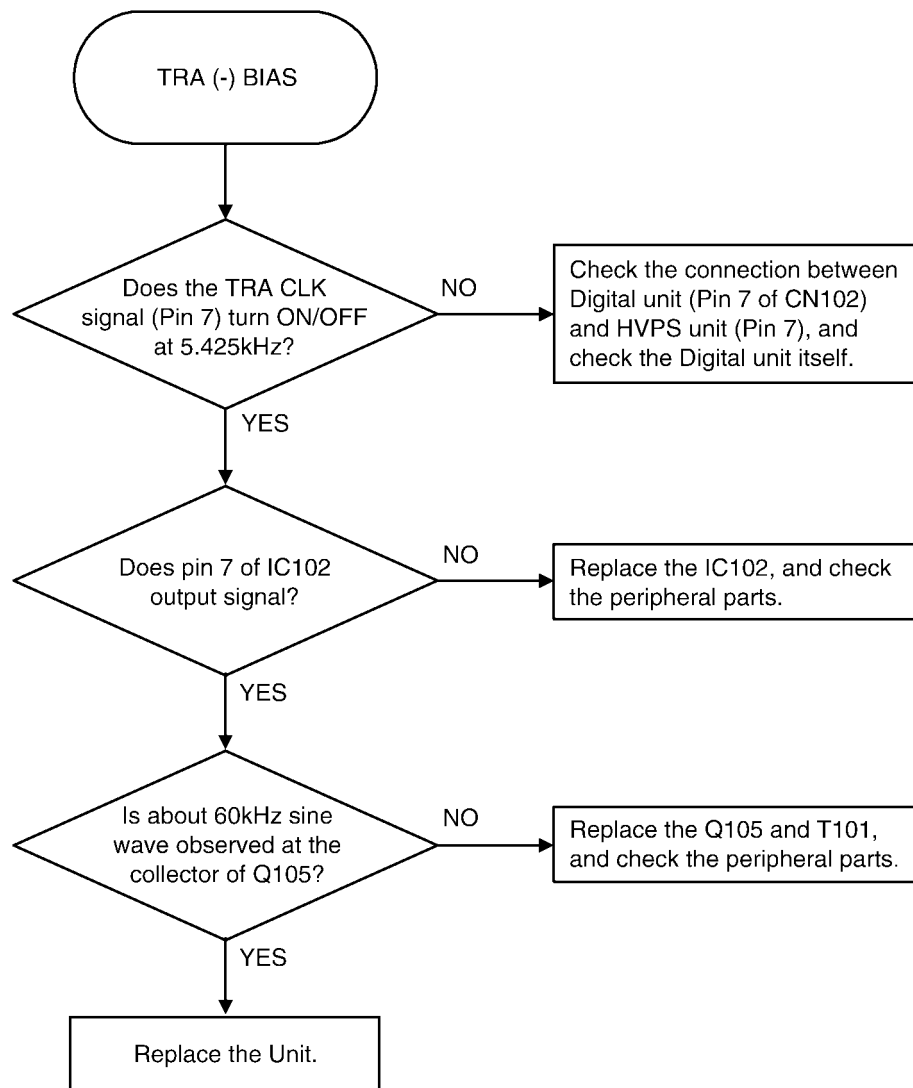 TRA (-) BIAS
Does the TRA CLK
signal (Pin 7) turn ON/OFF
at 5.425kHz?
NO
Check the connection between
Digital unit (Pin 7 of CN102)
and HVPS unit (Pin 7), and
check the Digital unit itself.
YES
Does pin 7 of IC102
output signal?
NO
Replace the IC102, and check
the peripheral parts.
YES
Is about 60kHz sine
wave observed at the
collector of Q105?
NO
Replace the Q105 and T101,
and check the peripheral parts.
YES
Replace the Unit.